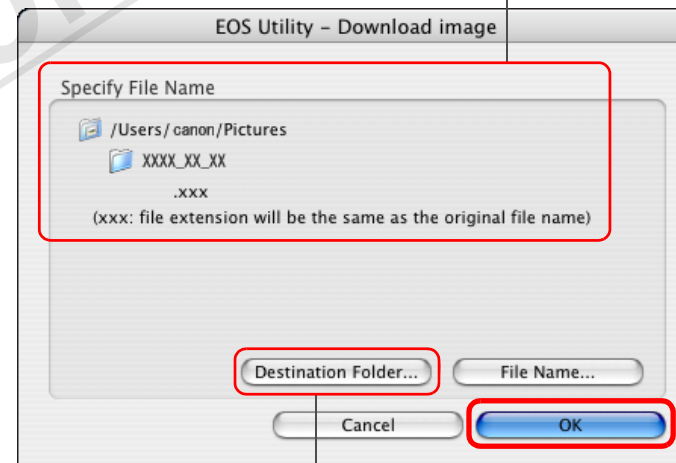 EOS Utility – Download image
Specify File Name
/Users/canon/Pictures
XXXX_XX_XX
.xxx
(xxx: file extension will be the same as the original file name)
Destination Folder...
File Name...
Cancel
OK